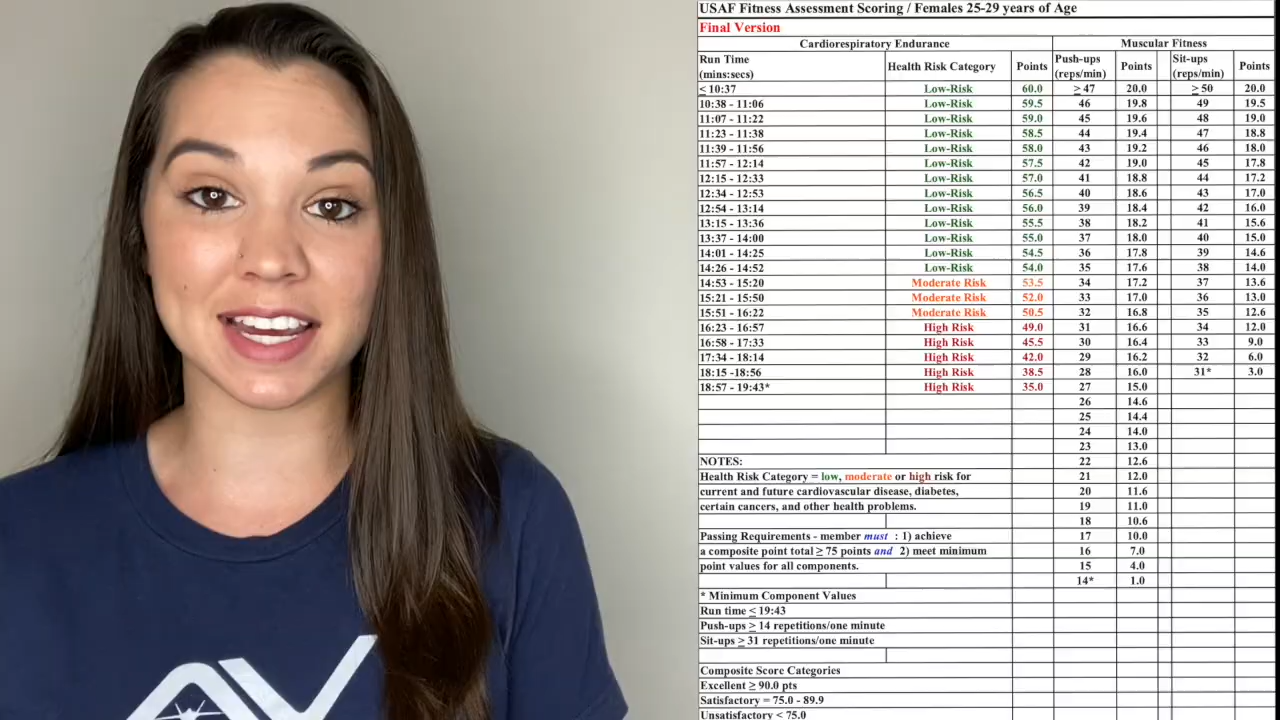 USAF Fitness Assessment Scoring / Females 25-29 years of Age
Final Version
Cardiorespiratory Endurance Muscular Fitness
Run Time (mins:secs) Health Risk Category Points Push-ups (reps/min) Points Sit-ups (reps/min) Points
≤ 10:37 Low-Risk 60.0 ≥ 47 20.0 ≥ 50 20.0
10:38 - 11:06 Low-Risk 59.5 46 19.8 49 19.5
11:07 - 11:22 Low-Risk 59.0 45 19.6 48 19.0
11:23 - 11:38 Low-Risk 58.5 44 19.4 47 18.8
11:39 - 11:56 Low-Risk 58.0 43 19.2 46 18.0
11:57 - 12:14 Low-Risk 57.5 42 19.0 45 17.8
12:15 - 12:33 Low-Risk 57.0 41 18.8 44 17.2
12:34 - 12:53 Low-Risk 56.5 40 18.6 43 17.0
12:54 - 13:14 Low-Risk 56.0 39 18.4 42 16.0
13:15 - 13:36 Low-Risk 55.5 38 18.2 41 15.6
13:37 - 14:00 Low-Risk 55.0 37 18.0 40 15.0
14:01 - 14:25 Low-Risk 54.5 36 17.8 39 14.6
14:26 - 14:52 Low-Risk 54.0 35 17.6 38 14.0
14:53 - 15:20 Moderate Risk 53.5 34 17.2 37 13.6
15:21 - 15:50 Moderate Risk 52.0 33 17.0 36 13.0
15:51 - 16:22 Moderate Risk 50.5 32 16.8 35 12.6
16:23 - 16:57 High Risk 49.0 31 16.6 34 12.0
16:58 - 17:33 High Risk 45.5 30 16.4 33 9.0
17:34 - 18:14 High Risk 42.0 29 16.2 32 6.0
18:15 -18:56 High Risk 38.5 28 16.0 31* 3.0
18:57 - 19:43* High Risk 35.0 27 15.0
26 14.6
25 14.4
24 14.0
23 13.0
NOTES: 22 12.6
Health Risk Category = low, moderate or high risk for 21 12.0
current and future cardiovascular disease, diabetes, 20 11.6
certain cancers, and other health problems. 19 11.0
18 10.6
Passing Requirements - member must : 1) achieve 17 10.0
a composite point total ≥ 75 points and 2) meet minimum 16 7.0
point values for all components. 15 4.0
14* 1.0
* Minimum Component Values
Run time ≤ 19:43
Push-ups ≥ 14 repetitions/one minute
Sit-ups ≥ 31 repetitions/one minute
Composite Score Categories
Excellent ≥ 90.0 pts
Satisfactory = 75.0 - 89.9
Unsatisfactory < 75.0